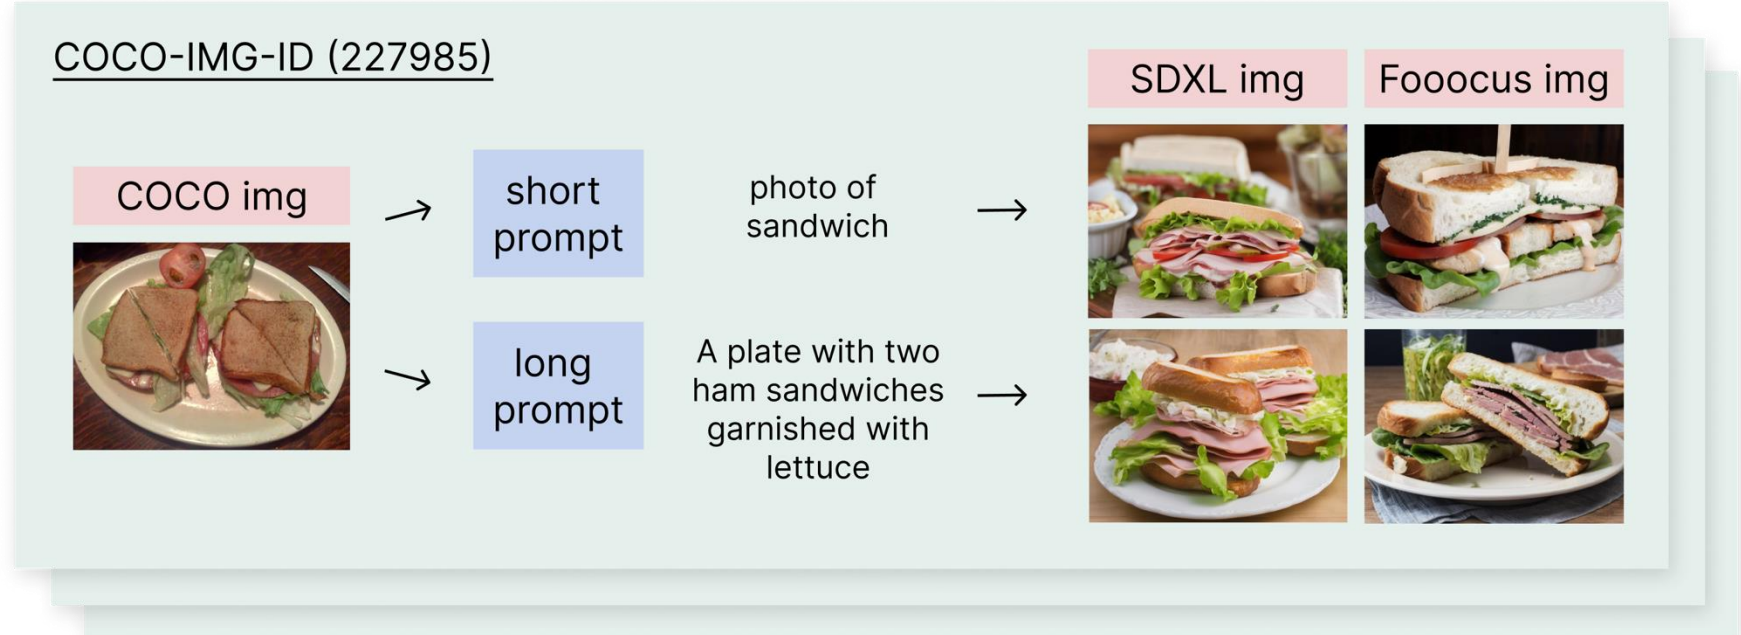 COCO-IMG-ID (227985)
SDXL img
Fooocus img
COCO img
short
prompt
photo of
sandwich
long
prompt
A plate with two
ham sandwiches
garnished with
lettuce